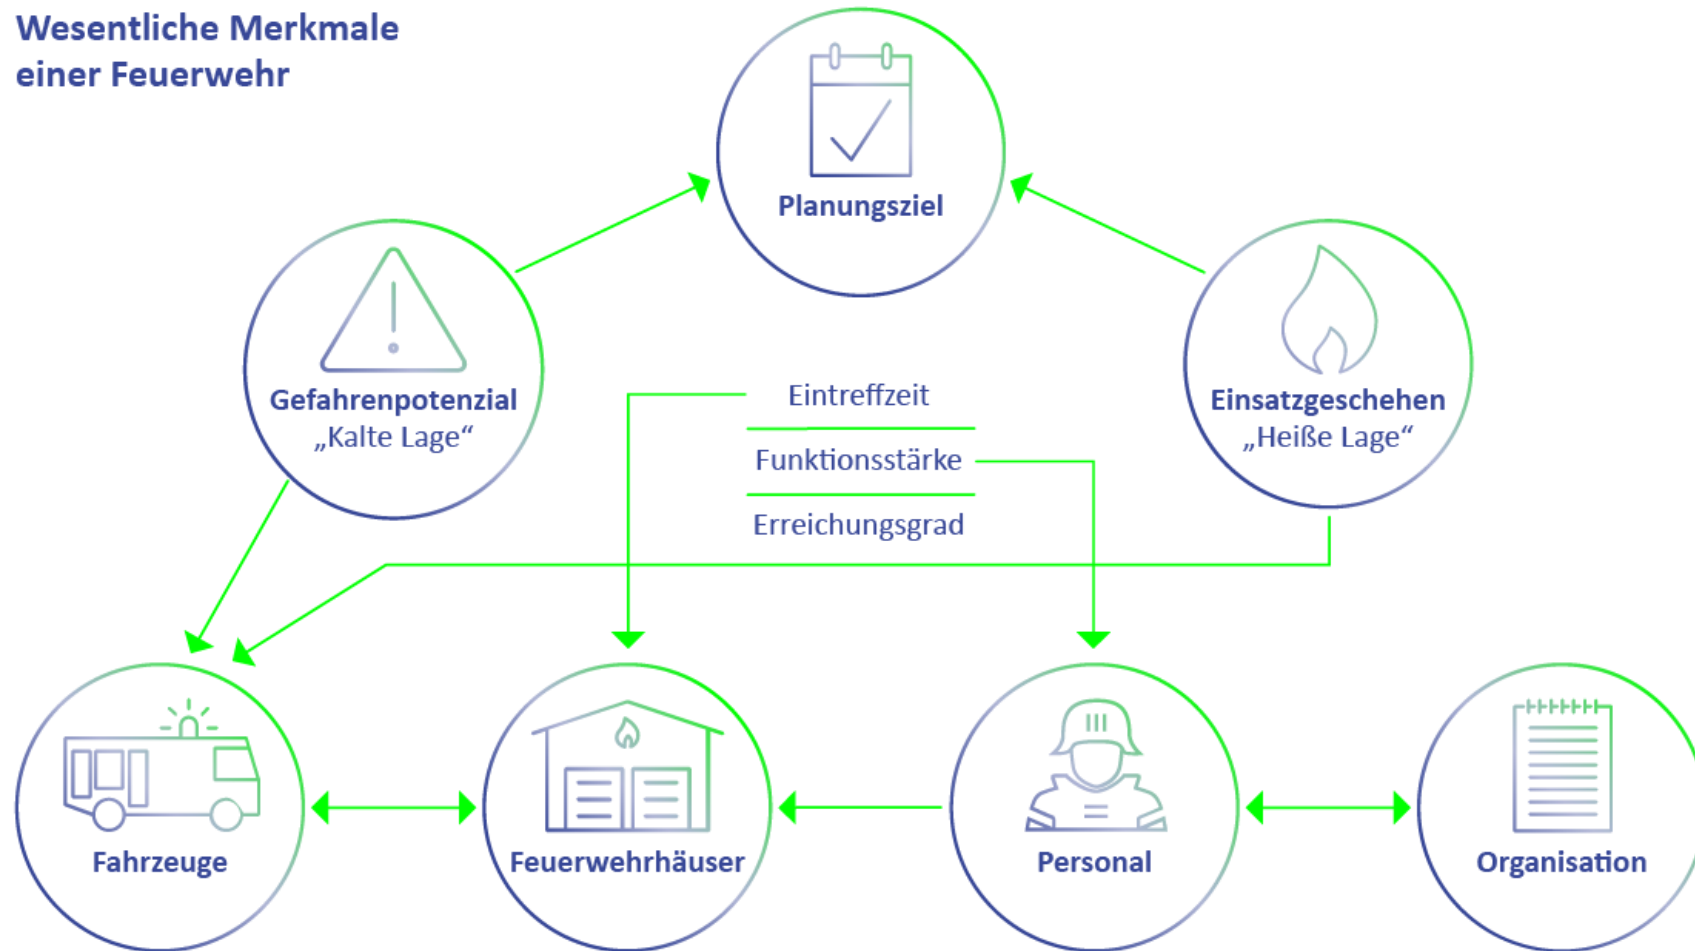 Wesentliche Merkmale
einer Feuerwehr
Planungsziel
Gefahrenpotenzial
„Kalte Lage“
Einsatzgeschehen
„Heiße Lage“
Eintreffzeit
Funktionsstärke
Erreichungsgrad
Fahrzeuge
Feuerwehrhäuser
Personal
Organisation